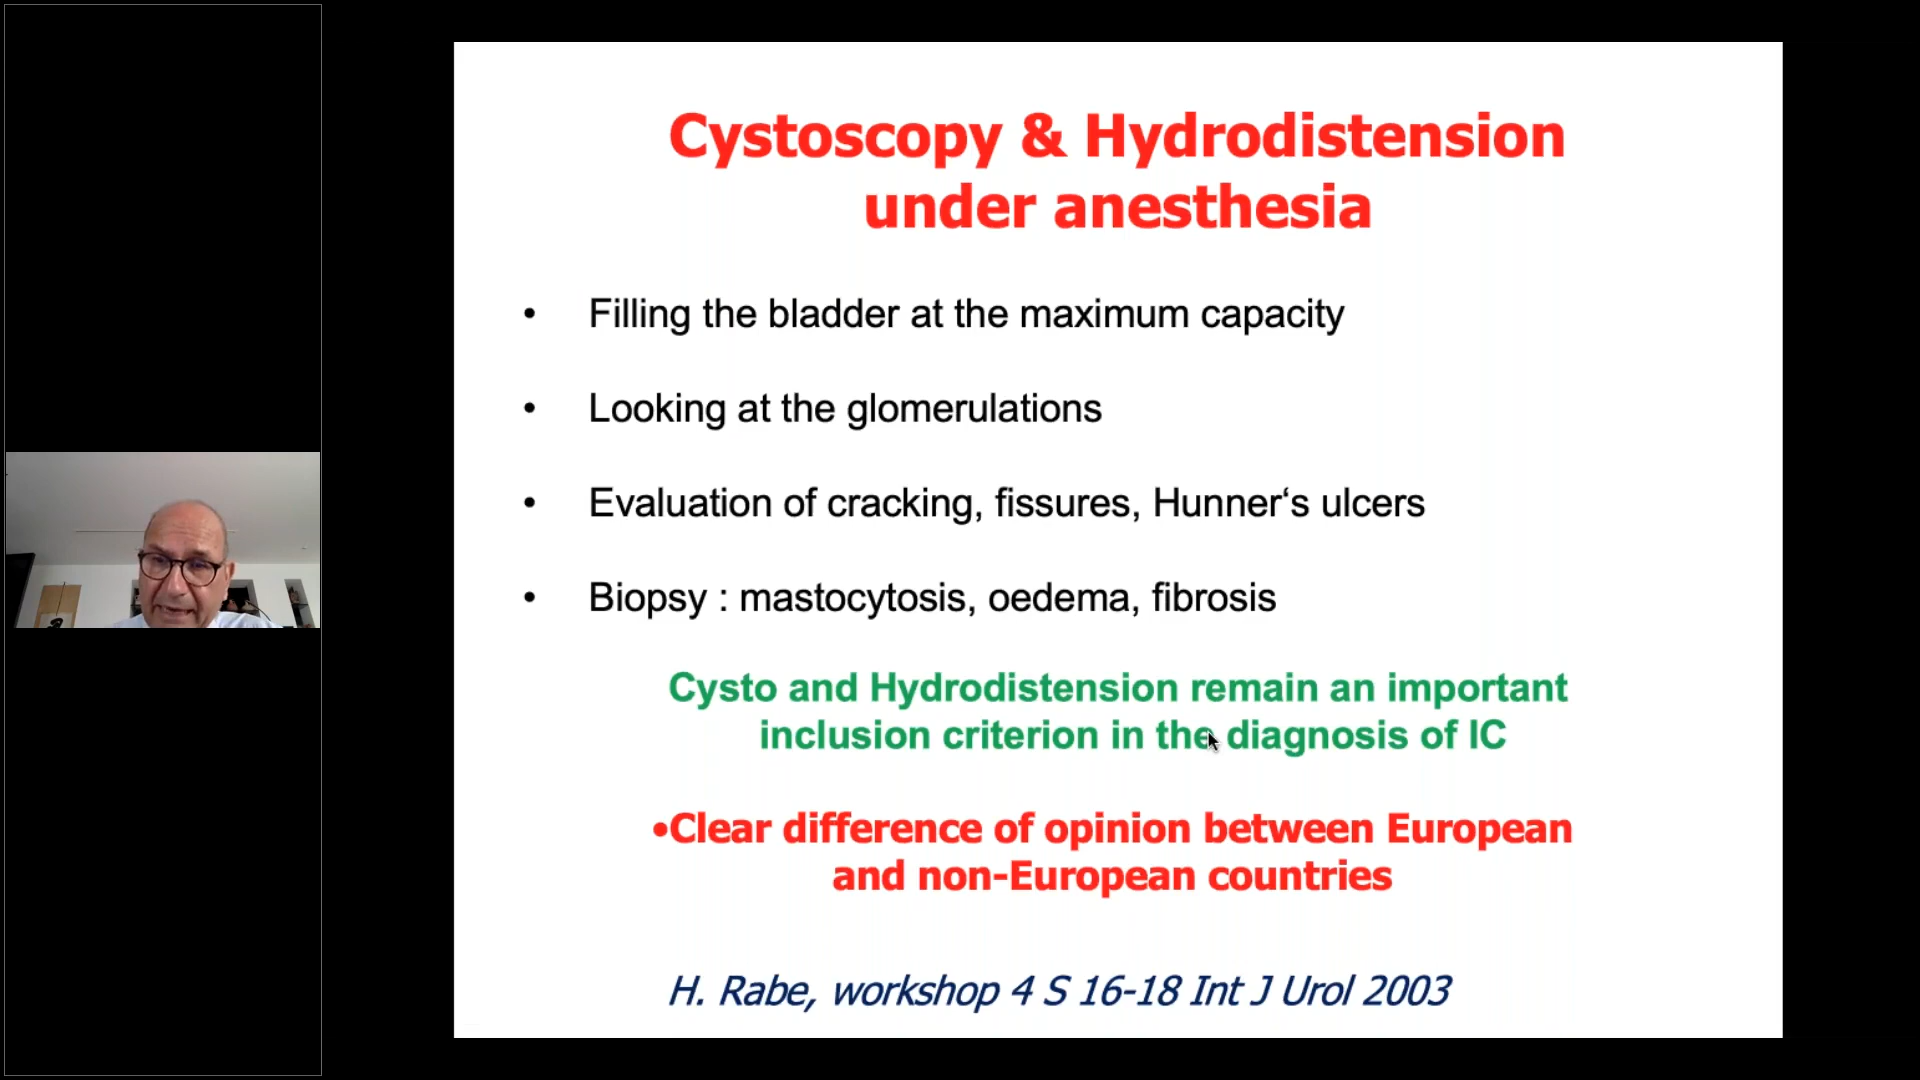 Cystoscopy & Hydrodistension
under anesthesia
• Filling the bladder at the maximum capacity
• Looking at the glomerulations
• Evaluation of cracking, fissures, Hunner‘s ulcers
• Biopsy : mastocytosis, oedema, fibrosis
Cysto and Hydrodistension remain an important
inclusion criterion in the diagnosis of IC
•Clear difference of opinion between European
and non-European countries
H. Rabe, workshop 4 S 16-18 Int J Urol 2003